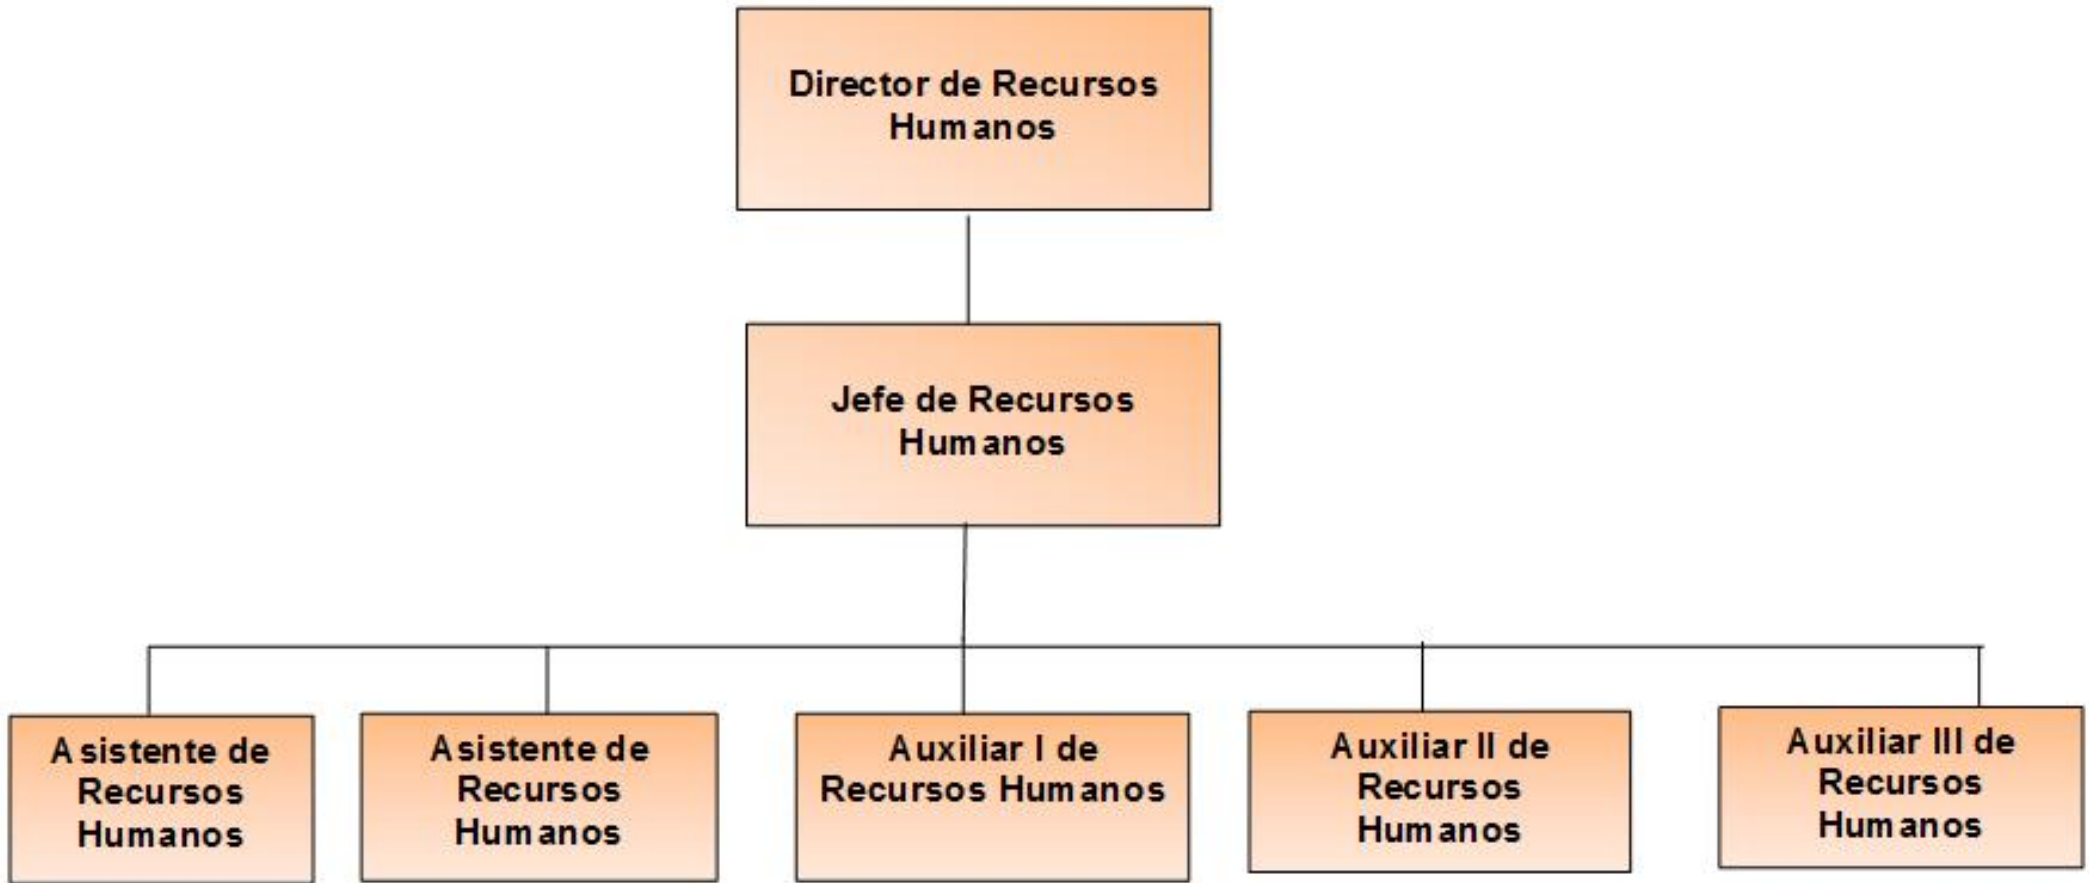 Director de Recursos
Humanos
Jefe de Recursos
Humanos
Asistente de
Recursos
Humanos
Asistente de
Recursos
Humanos
Auxiliar I de
Recursos Humanos
Auxiliar II de
Recursos
Humanos
Auxiliar III de
Recursos
Humanos